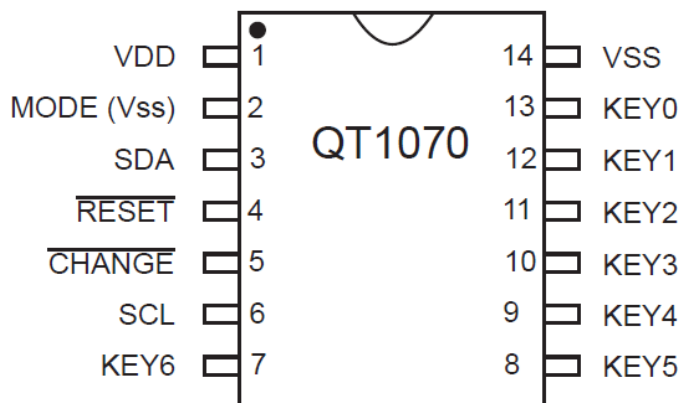 VDD 1 14 VSS
MODE (Vss) 2 13 KEY0
QT1070
SDA 3 12 KEY1
RESET 4 11 KEY2
CHANGE 5 10 KEY3
SCL 6 9 KEY4
KEY6 7 8 KEY5